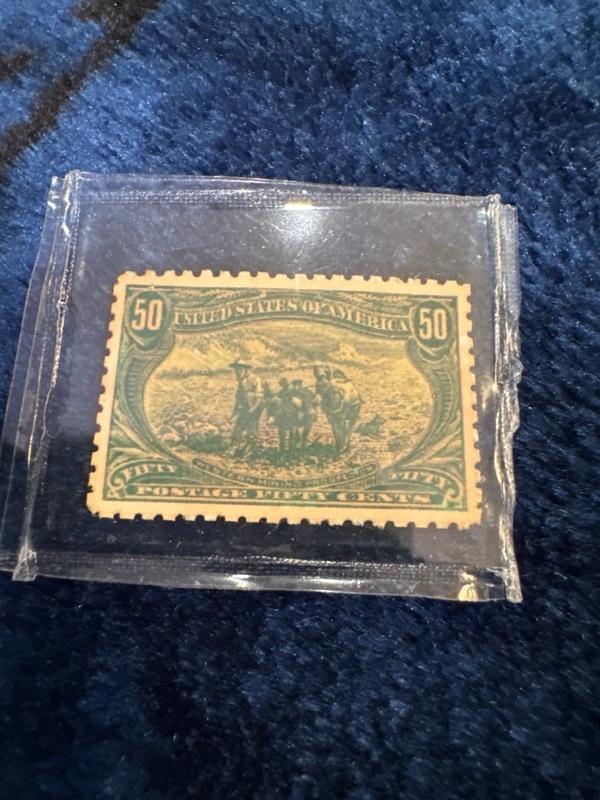 50 UNITED STATES OF AMERICA 50
WESTERN MINING PROSPECTOR
FIFTY FIFTY
POSTAGE FIFTY CENTS